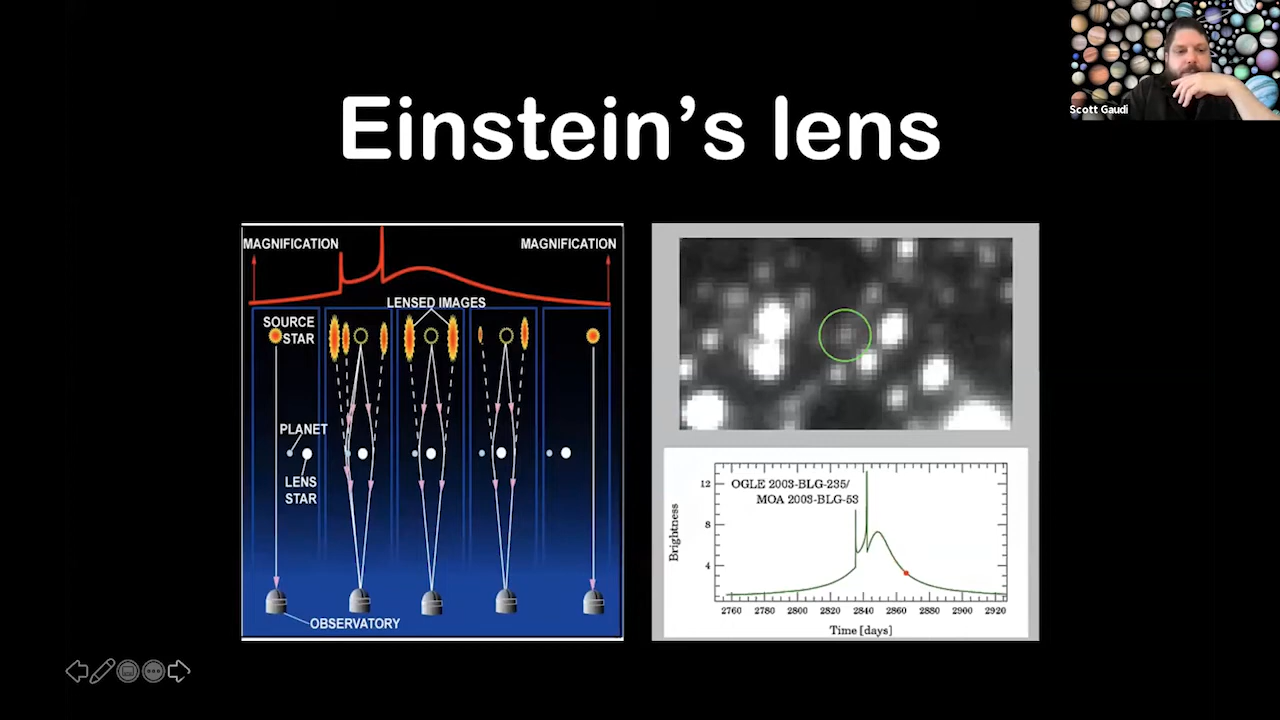 Einstein's lens
Scott Gaudi
MAGNIFICATION
MAGNIFICATION
LENSED IMAGES
SOURCE
STAR
PLANET
LENS
STAR
OBSERVATORY
OGLE 2003-BLG-235/
MOA 2003-BLG-53
Brightness
12
8
4
2760 2780 2800 2820 2840 2860 2880 2900 2920
Time [days]